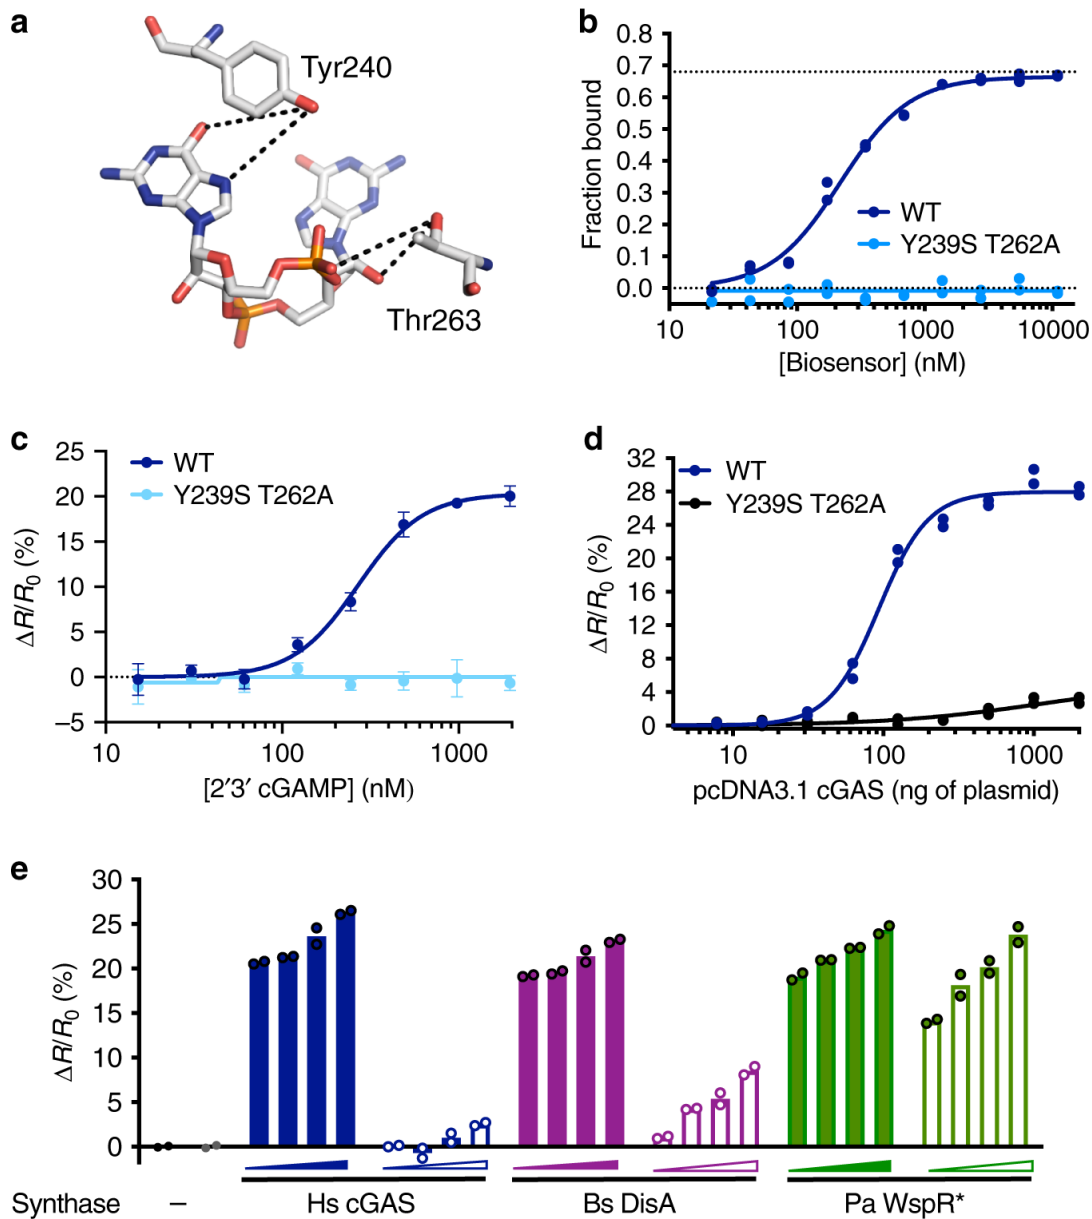 a
Tyr240
Thr263
b
0.8
0.7
0.6
0.5
0.4
0.3
0.2
0.1
0.0
Fraction bound
WT
Y239S T262A
10
100
1000
10000
[Biosensor] (nM)
c
25
20
15
10
5
0
–5
ΔR/R0 (%)
WT
Y239S T262A
10
100
1000
[2′3′ cGAMP] (nM)
d
32
28
24
20
16
12
8
4
0
ΔR/R0 (%)
WT
Y239S T262A
10
100
1000
pcDNA3.1 cGAS (ng of plasmid)
e
30
25
20
15
10
5
0
ΔR/R0 (%)
Synthase – Hs cGAS Bs DisA Pa WspR*